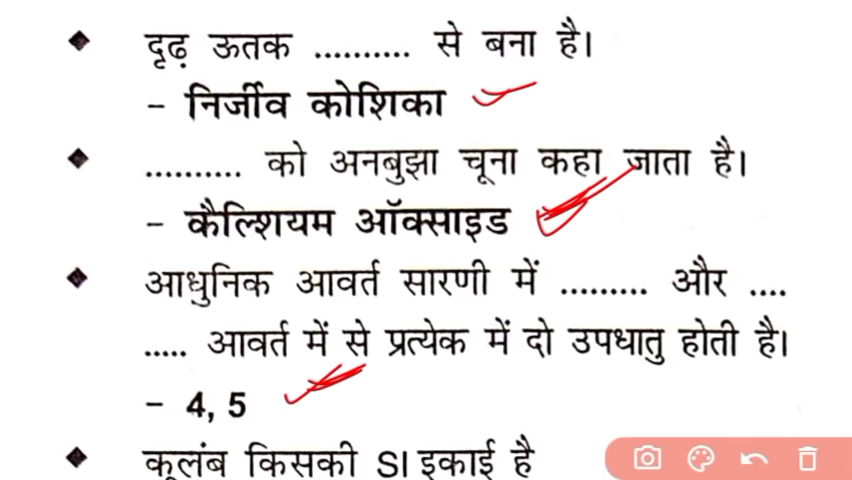 ◆ दृढ़ ऊतक .......... से बना है।
– निर्जीव कोशिका
◆ .......... को अनबुझा चूना कहा जाता है।
– कैल्शियम ऑक्साइड
◆ आधुनिक आवर्त सारणी में ......... और ....
..... आवर्त में से प्रत्येक में दो उपधातु होती है।
– 4, 5
◆ कूलंब किसकी SI इकाई है